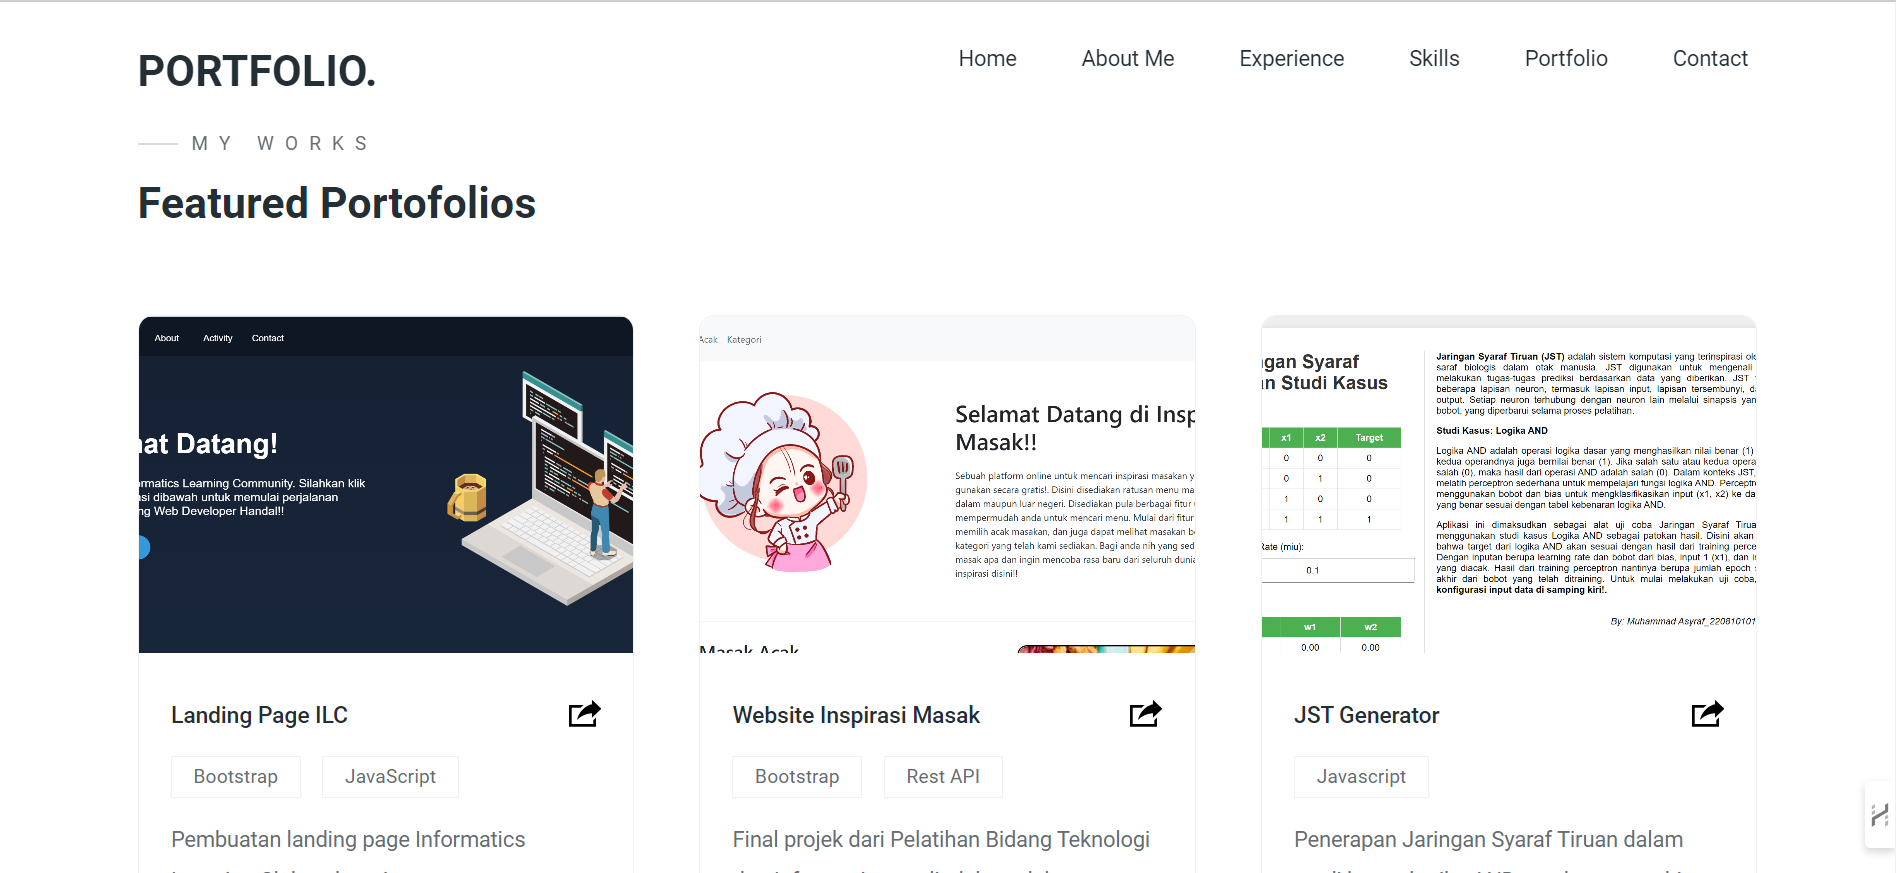 PORTFOLIO.
Home About Me Experience Skills Portfolio Contact
MY WORKS
Featured Portofolios
About Activity Contact
at Datang!
Informatics Learning Community. Silahkan klik
dibawah untuk memulai perjalanan
Web Developer Handal!!
Landing Page ILC
Bootstrap JavaScript
Pembuatan landing page Informatics
Acak Kategori
Selamat Datang di Insp
Masak!!
Sebuah platform online untuk mencari inspirasi masakan y
gunakan secara gratis!. Disini disediakan ratusan menu ma
dalam maupun luar negeri. Disediakan pula berbagai fitur
mempermudah anda untuk mencari menu. Mulai dari fitur
memilih acak masakan, dan juga dapat melihat masakan b
kategori yang telah kami sediakan. Bagi anda nih yang sed
masak apa dan ingin mencoba rasa baru dari seluruh dunia
inspirasi disini!!
Masak Acak
Website Inspirasi Masak
Bootstrap Rest API
Final projek dari Pelatihan Bidang Teknologi
gan Syaraf
n Studi Kasus
x1 x2 Target
0 0 0
0 1 0
1 0 0
1 1 1
Rate (miu):
0.1
w1 w2
0.00 0.00
Jaringan Syaraf Tiruan (JST) adalah sistem komputasi yang terinspirasi ol
saraf biologis dalam otak manusia. JST digunakan untuk mengenali
melakukan tugas-tugas prediksi berdasarkan data yang diberikan. JST
beberapa lapisan neuron, termasuk lapisan input, lapisan tersembunyi, d
output. Setiap neuron terhubung dengan neuron lain melalui sinapsis yan
bobot, yang diperbarui selama proses pelatihan.
Studi Kasus: Logika AND
Logika AND adalah operasi logika dasar yang menghasilkan nilai benar (1)
kedua operandnya juga bernilai benar (1). Jika salah satu atau kedua opera
salah (0), maka hasil dari operasi AND adalah salah (0). Dalam konteks JST,
melatih perceptron sederhana untuk mempelajari fungsi logika AND. Perceptr
menggunakan bobot dan bias untuk mengklasifikasikan input (x1, x2) ke da
yang benar sesuai dengan tabel kebenaran logika AND.
Aplikasi ini dimaksudkan sebagai alat uji coba Jaringan Syaraf Tirua
menggunakan studi kasus Logika AND sebagai patokan hasil. Disini akan
bahwa target dari logika AND akan sesuai dengan hasil dari training perce
Dengan inputan berupa learning rate dan bobot dari bias, input 1 (x1), dan i
yang diacak. Hasil dari training perceptron nantinya berupa jumlah epoch
akhir dari bobot yang telah ditraining. Untuk mulai melakukan uji coba,
konfigurasi input data di samping kiri!.
By: Muhammad Asyraf_220810101
JST Generator
Javascript
Penerapan Jaringan Syaraf Tiruan dalam